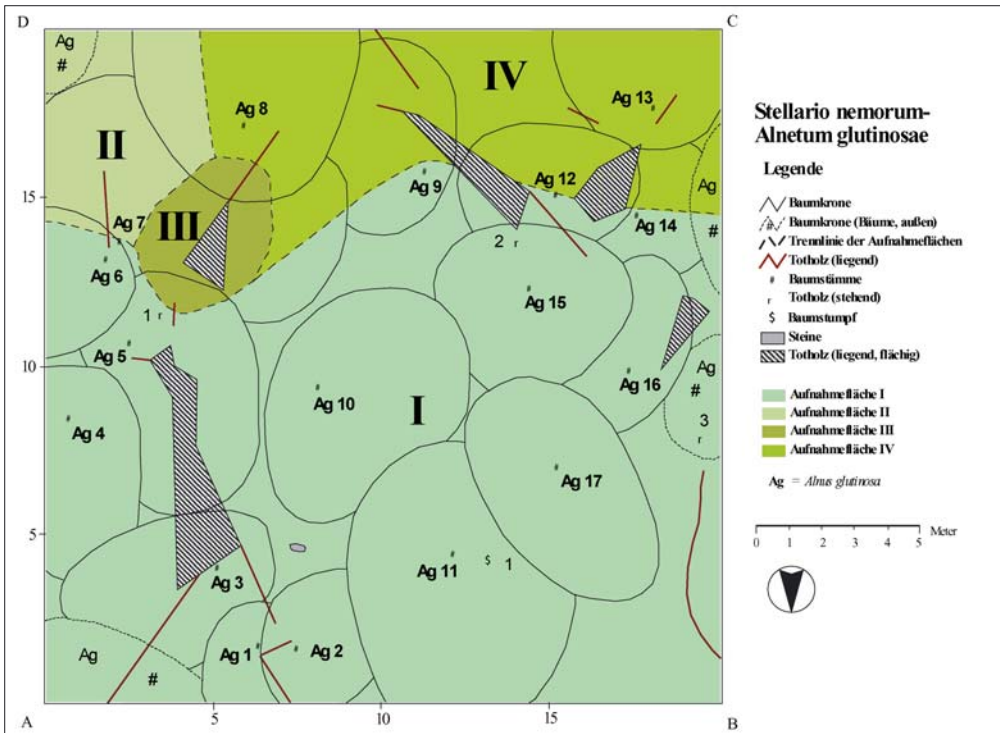 D
C
Ag
#
IV
Ag 13
Ag 8
II
15
Ag 9
Ag 12
Ag
Ag 7
III
Ag 14
#
Ag 6
2 r
Ag 15
1 r
Ag 5
10
Ag 16
Ag
#
Ag 10
I
Ag 4
3
r
Ag 17
5
Ag 11
$ 1
Ag 3
Ag 1
Ag 2
Ag
#
A
5
10
15
B
Stellario nemorum-
Alnetum glutinosae
Legende
Baumkrone
# Baumkrone (Bäume, außen)
Trennlinie der Aufnahmeflächen
Totholz (liegend)
Baumstämme
r Totholz (stehend)
$ Baumstumpf
Steine
Totholz (liegend, flächig)
Aufnahmefläche I
Aufnahmefläche II
Aufnahmefläche III
Aufnahmefläche IV
Ag = Alnus glutinosa
Meter
0 1 2 3 4 5